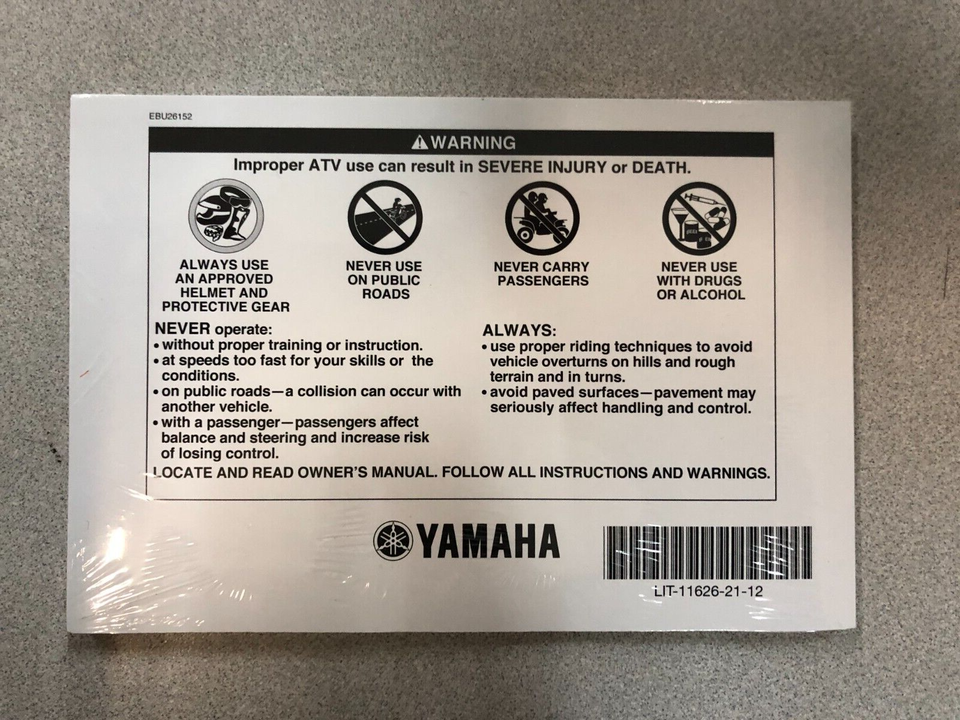 EBU26152
WARNING
Improper ATV use can result in SEVERE INJURY or DEATH.
ALWAYS USE
AN APPROVED
HELMET AND
PROTECTIVE GEAR
NEVER USE
ON PUBLIC
ROADS
NEVER CARRY
PASSENGERS
NEVER USE
WITH DRUGS
OR ALCOHOL
NEVER operate:
• without proper training or instruction.
• at speeds too fast for your skills or the
conditions.
• on public roads—a collision can occur with
another vehicle.
• with a passenger—passengers affect
balance and steering and increase risk
of losing control.
ALWAYS:
• use proper riding techniques to avoid
vehicle overturns on hills and rough
terrain and in turns.
• avoid paved surfaces—pavement may
seriously affect handling and control.
LOCATE AND READ OWNER'S MANUAL. FOLLOW ALL INSTRUCTIONS AND WARNINGS.
YAMAHA
LIT-11626-21-12